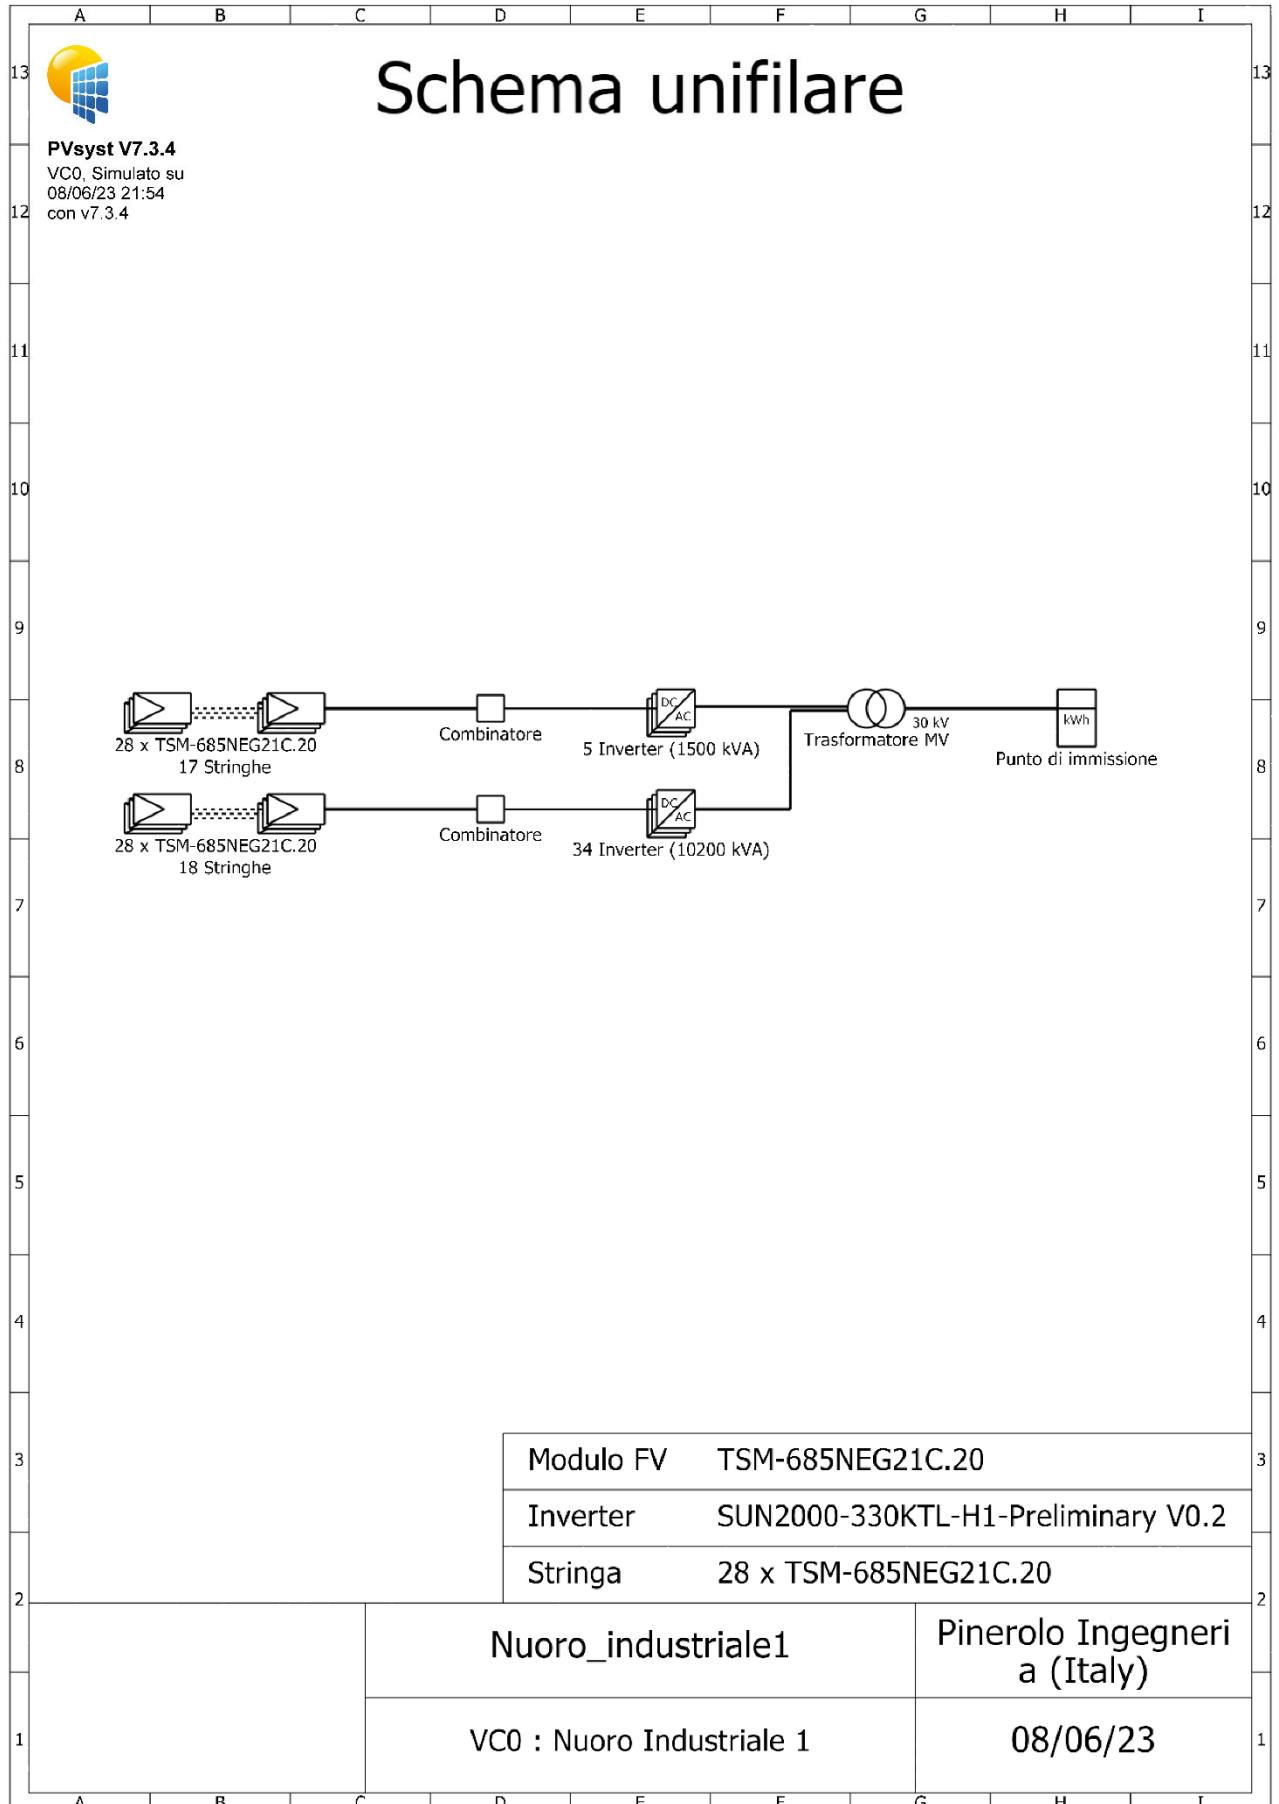 A B C D E F G H I
13 13
Schema unifilare
PVsyst V7.3.4
VC0, Simulato su
08/06/23 21:54
con v7.3.4
12 12
11 11
10 10
9 9
DC
AC
30 kV
kWh
28 x TSM-685NEG21C.20
17 Stringhe
Combinatore
5 Inverter (1500 kVA)
Trasformatore MV
Punto di immissione
8 8
DC
AC
28 x TSM-685NEG21C.20
18 Stringhe
Combinatore
34 Inverter (10200 kVA)
7 7
6 6
5 5
4 4
3 3
Modulo FV TSM-685NEG21C.20
Inverter SUN2000-330KTL-H1-Preliminary V0.2
Stringa 28 x TSM-685NEG21C.20
2 2
Nuoro_industriale1
Pinerolo Ingegneri
a (Italy)
1 1
VC0 : Nuoro Industriale 1
08/06/23
A B C D E F G H I